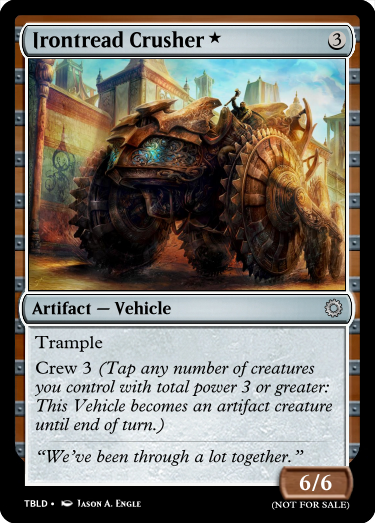 Irontread Crusher★
3
Artifact — Vehicle
Trample
Crew 3 (Tap any number of creatures
you control with total power 3 or greater:
This Vehicle becomes an artifact creature
until end of turn.)
“We’ve been through a lot together.”
6/6
TBLD • Jason A. Engle
(NOT FOR SALE)